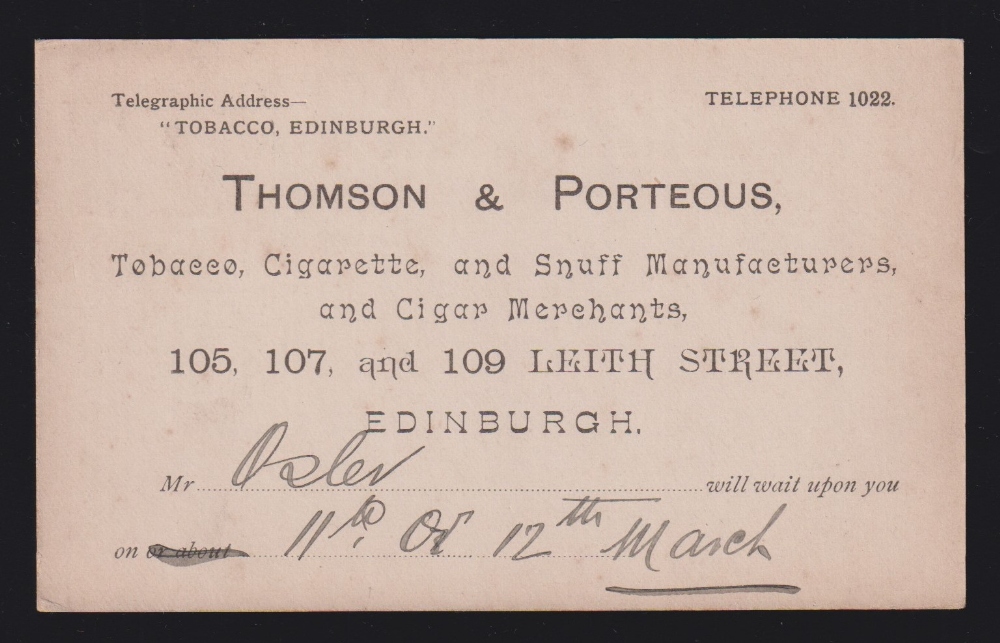 Telegraphic Address—
"TOBACCO, EDINBURGH."
TELEPHONE 1022.
THOMSON & PORTEOUS,
Tobacco, Cigarette, and Snuff Manufacturers,
and Cigar Merchants,
105, 107, and 109 LEITH STREET,
EDINBURGH.
Mr Osler will wait upon you
on or about 11th or 12th March